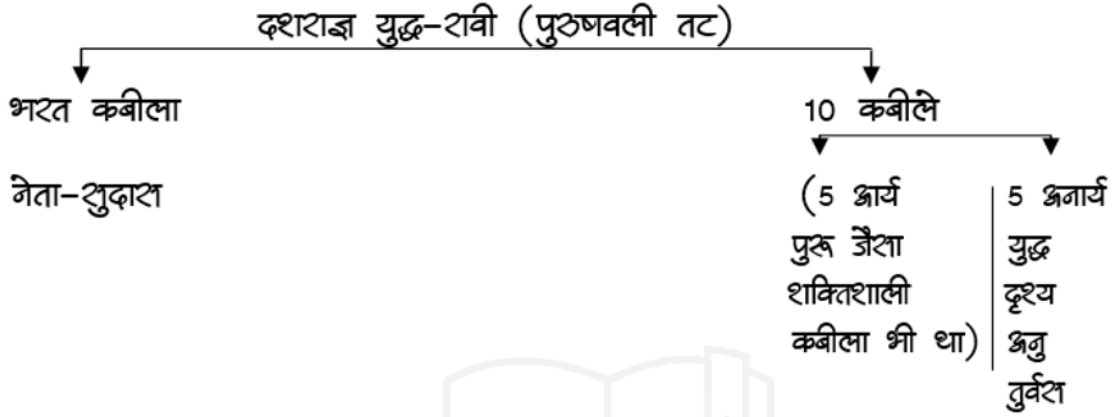 दशराज्ञ युद्ध-रावी (पुरुषवली तट)
भरत कबीला
10 कबीले
नेता-सुदास
(5 आर्य
पुरू जैसा
शक्तिशाली
कबीला भी था)
5 अनार्य
युद्ध
दृश्य
अनु
तुर्वस